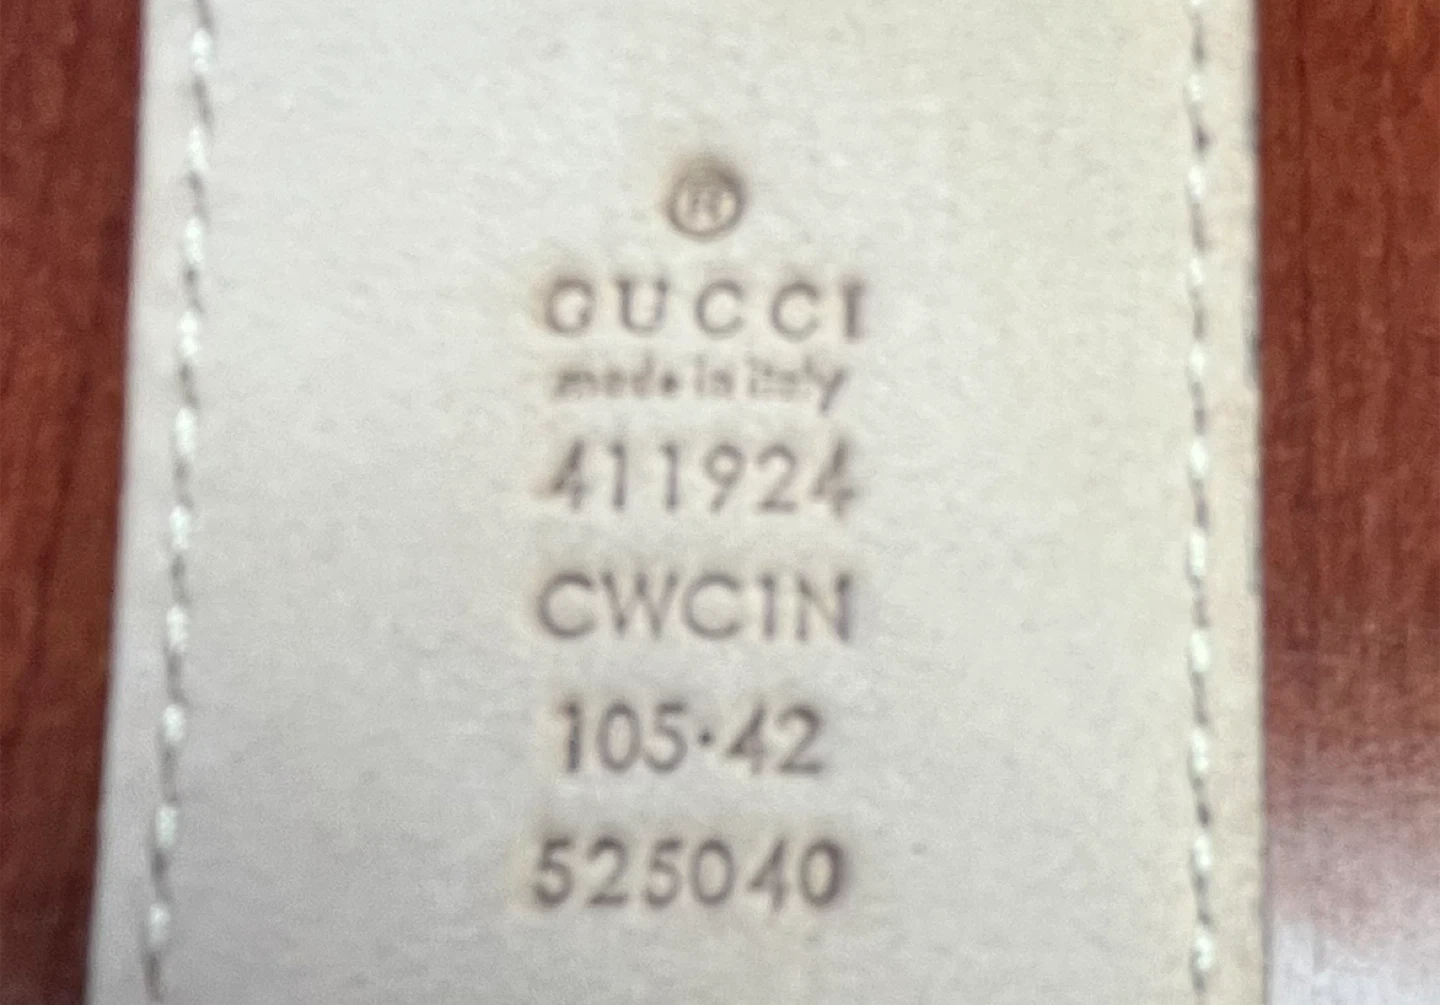 ®
GUCCI
made in italy
411924
CWC1N
105·42
525040